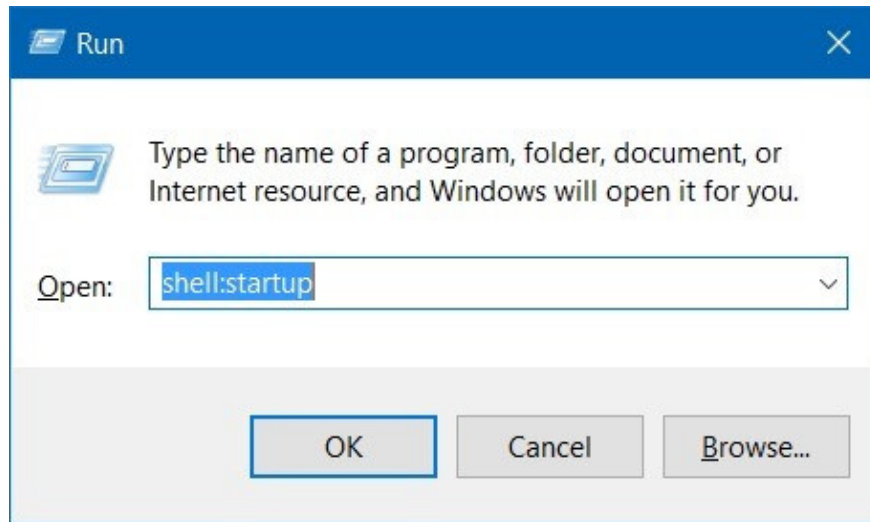 Run
Type the name of a program, folder, document, or
Internet resource, and Windows will open it for you.
Open: shell:startup
OK Cancel Browse...